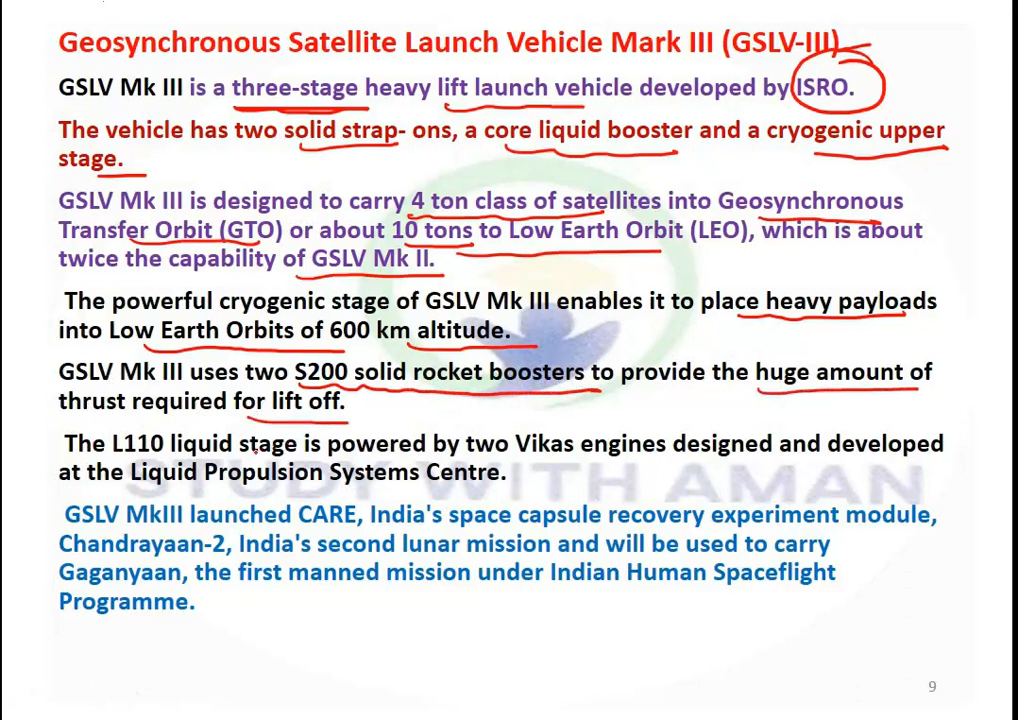 Geosynchronous Satellite Launch Vehicle Mark III (GSLV-III)
GSLV Mk III is a three-stage heavy lift launch vehicle developed by ISRO.
The vehicle has two solid strap- ons, a core liquid booster and a cryogenic upper
stage.
GSLV Mk III is designed to carry 4 ton class of satellites into Geosynchronous
Transfer Orbit (GTO) or about 10 tons to Low Earth Orbit (LEO), which is about
twice the capability of GSLV Mk II.
The powerful cryogenic stage of GSLV Mk III enables it to place heavy payloads
into Low Earth Orbits of 600 km altitude.
GSLV Mk III uses two S200 solid rocket boosters to provide the huge amount of
thrust required for lift off.
The L110 liquid stage is powered by two Vikas engines designed and developed
at the Liquid Propulsion Systems Centre.
STUDY WITH AMAN
GSLV MkIII launched CARE, India's space capsule recovery experiment module,
Chandrayaan-2, India's second lunar mission and will be used to carry
Gaganyaan, the first manned mission under Indian Human Spaceflight
Programme.
9